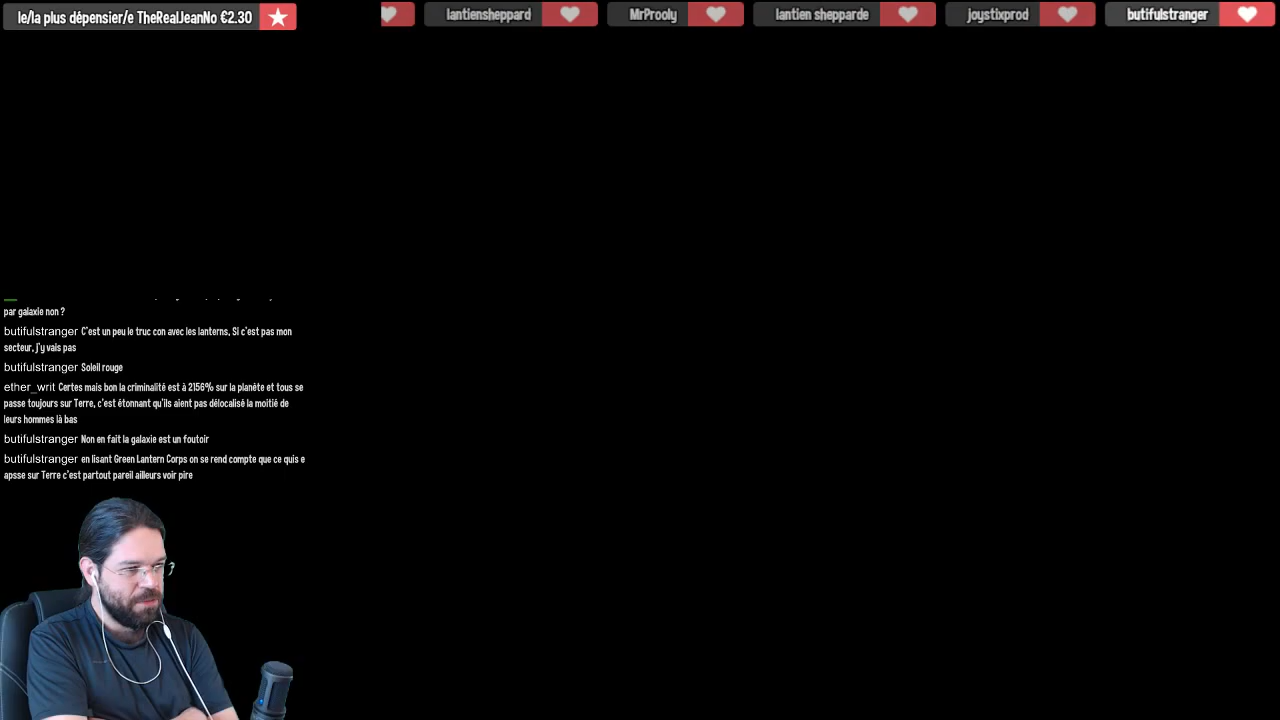 le/la plus dépensier/e TheRealJeanNo €2.30
lantiensheppard
MrProoly
lantien shepparde
joystixprod
butifulstranger
par galaxie non ?
butifulstranger C'est un peu le truc con avec les lanterns, Si c'est pas mon
secteur, j'y vais pas
butifulstranger Soleil rouge
ether_writ Certes mais bon la criminalité est à 2156% sur la planète et tous se
passe toujours sur Terre, c'est étonnant qu'ils aient pas délocalisé la moitié de
leurs hommes là bas
butifulstranger Non en fait la galaxie est un foutoir
butifulstranger en lisant Green Lantern Corps on se rend compte que ce quis e
apsse sur Terre c'est partout pareil ailleurs voir pire